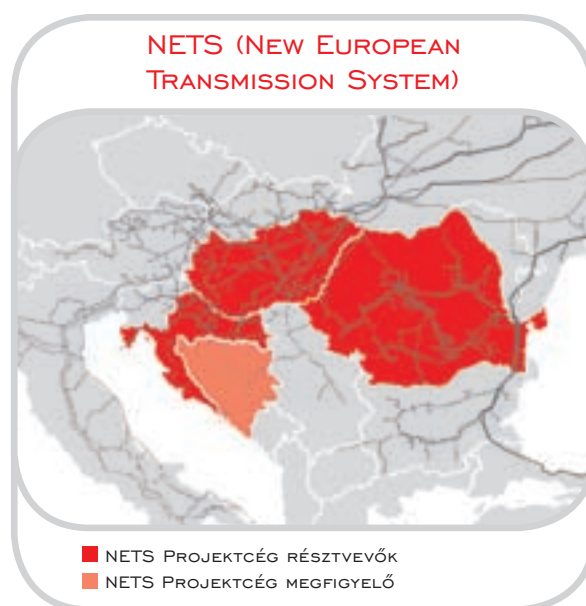 NETS (NEW EUROPEAN
TRANSMISSION SYSTEM)
NETS PROJEKTCÉG RÉSZTVEVŐK
NETS PROJEKTCÉG MEGFIGYELŐ